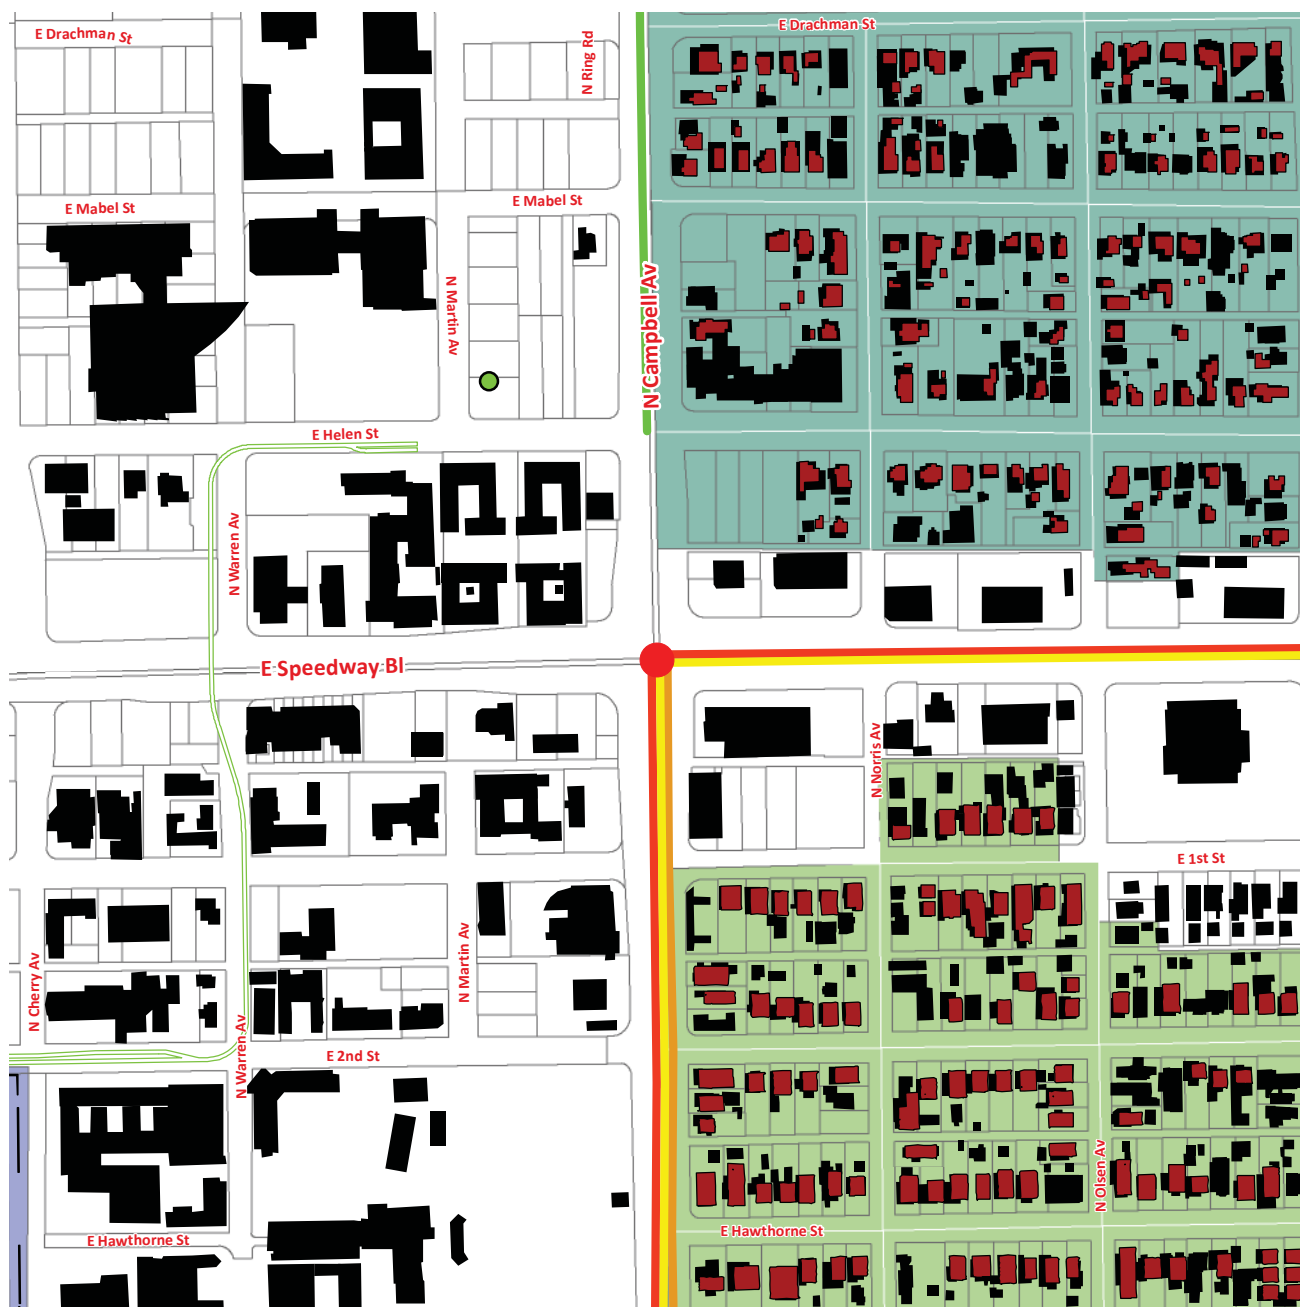 E Drachman St
E Drachman St
N Ring Rd
E Mabel St
E Mabel St
N Martin Av
N Campbell Av
E Helen St
N Warren Av
E Speedway Bl
N Norris Av
E 1st St
N Cherry Av
N Martin Av
N Warren Av
E 2nd St
N Olsen Av
E Hawthorne St
E Hawthorne St